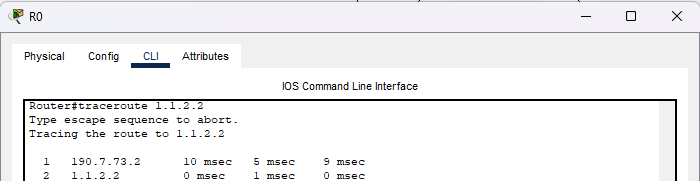 R0
Physical Config CLI Attributes
IOS Command Line Interface
Router#traceroute 1.1.2.2
Type escape sequence to abort.
Tracing the route to 1.1.2.2
1 190.7.73.2 10 msec 5 msec 9 msec
2 1.1.2.2 0 msec 1 msec 0 msec